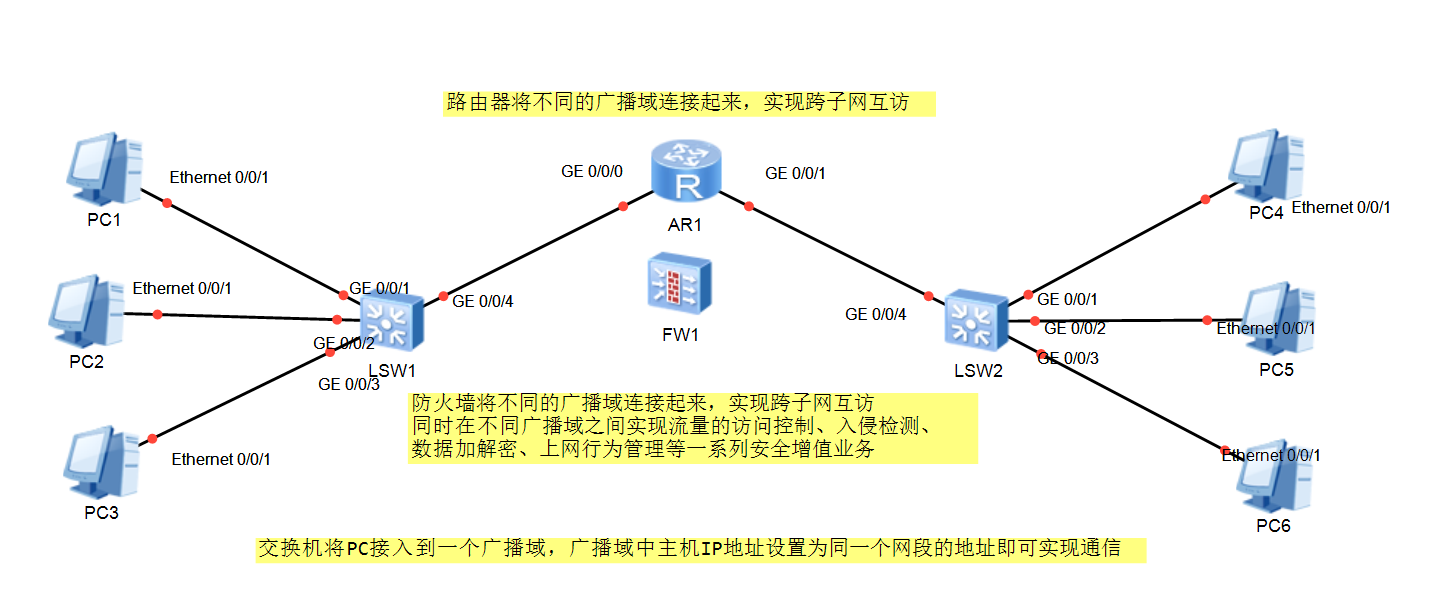 路由器将不同的广播域连接起来，实现跨子网互访
PC1
Ethernet 0/0/1
GE 0/0/0
AR1
GE 0/0/1
PC4
Ethernet 0/0/1
PC2
Ethernet 0/0/1
GE 0/0/1
GE 0/0/4
LSW1
GE 0/0/2
GE 0/0/3
FW1
GE 0/0/4
LSW2
GE 0/0/1
GE 0/0/2
GE 0/0/3
Ethernet 0/0/1
PC5
防火墙将不同的广播域连接起来，实现跨子网互访
同时在不同广播域之间实现流量的访问控制、入侵检测、
数据加解密、上网行为管理等一系列安全增值业务
Ethernet 0/0/1
PC3
Ethernet 0/0/1
PC6
交换机将PC接入到一个广播域，广播域中主机IP地址设置为同一个网段的地址即可实现通信